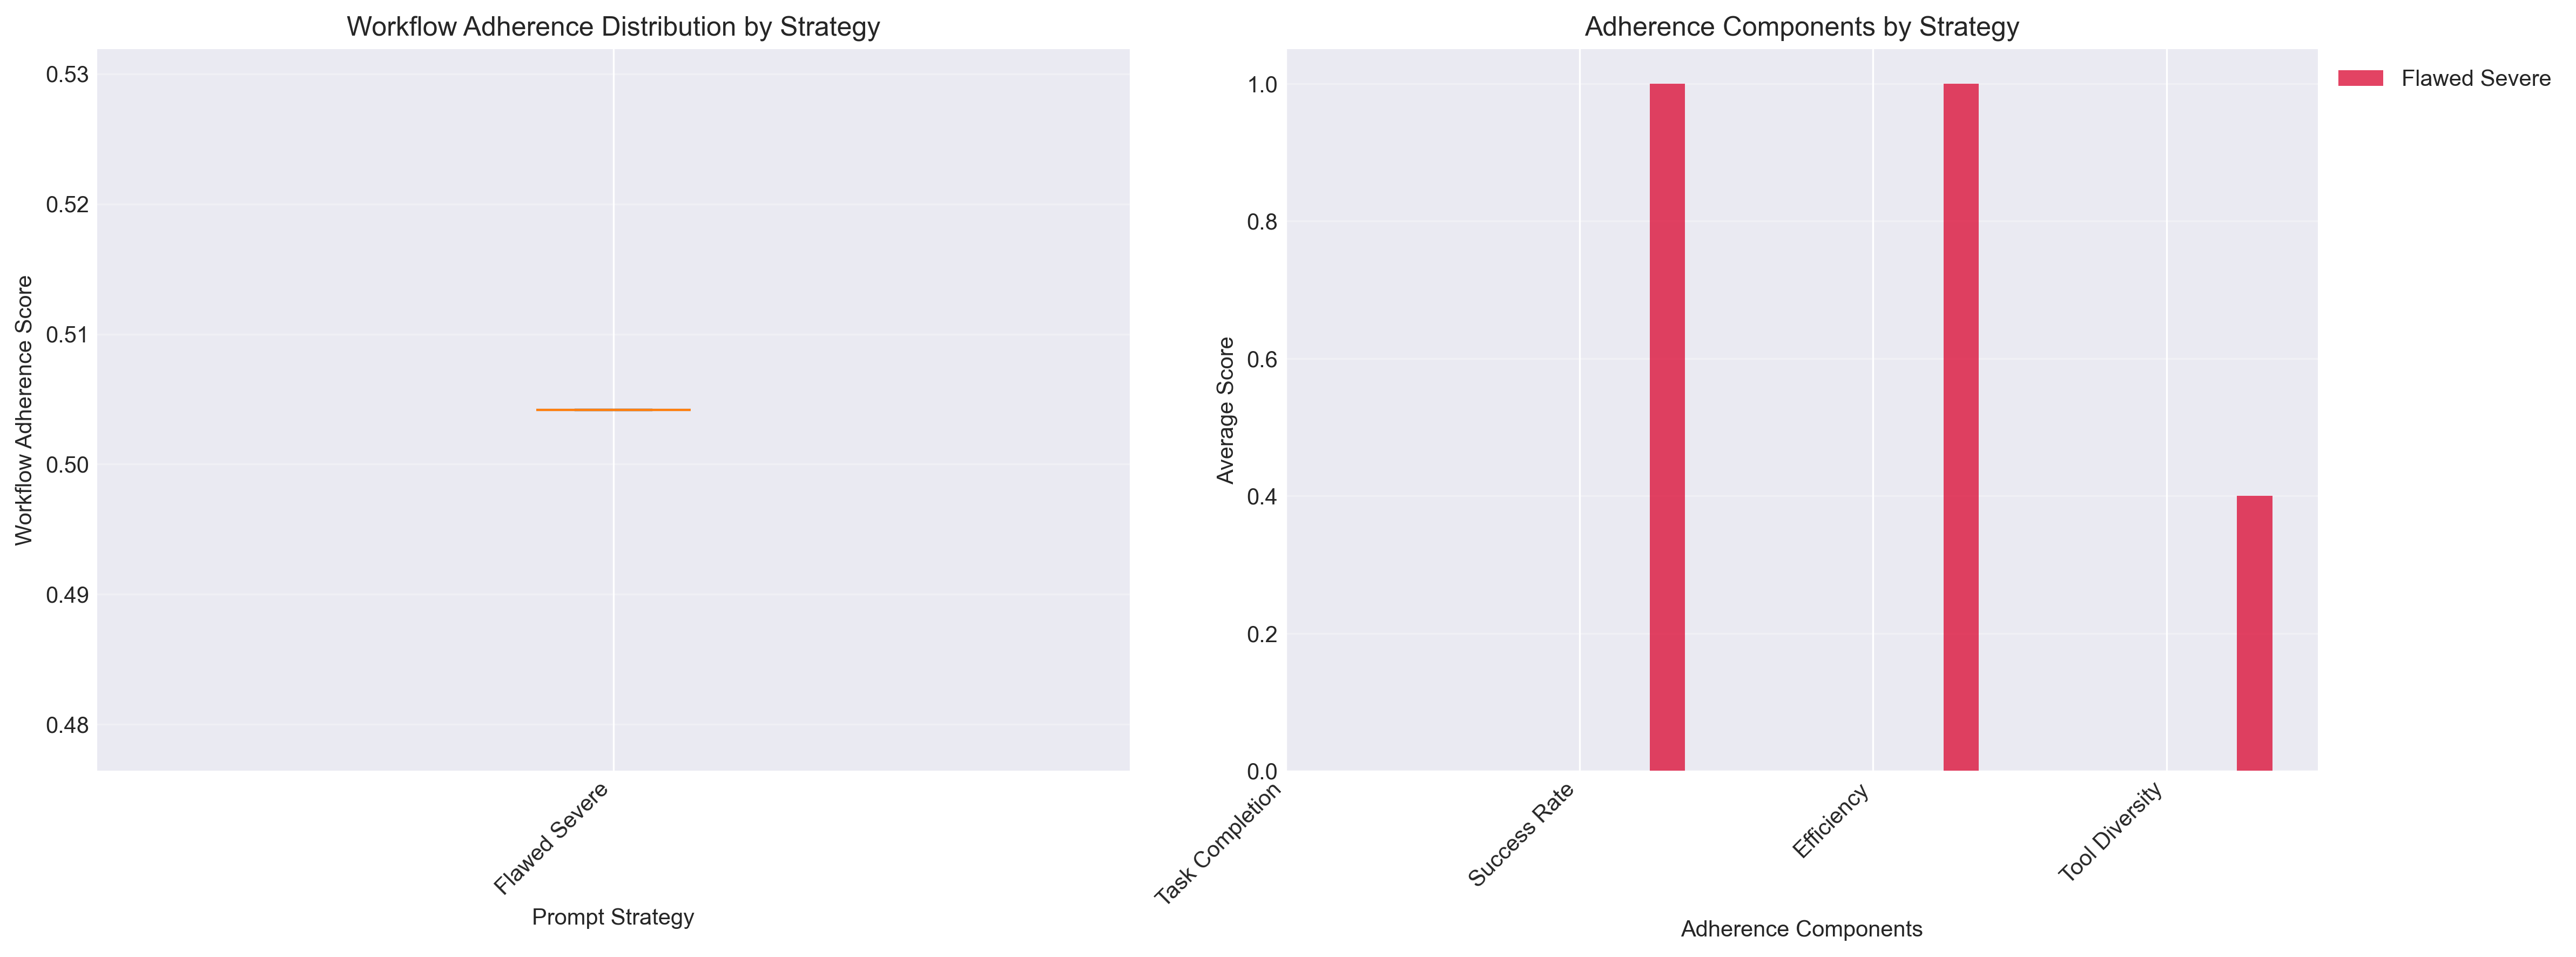 Workflow Adherence Distribution by Strategy
0.53
0.52
0.51
0.50
0.49
0.48
Workflow Adherence Score
Flawed Severe
Prompt Strategy
Adherence Components by Strategy
1.0
0.8
0.6
0.4
0.2
0.0
Average Score
Task Completion
Success Rate
Efficiency
Tool Diversity
Adherence Components
Flawed Severe